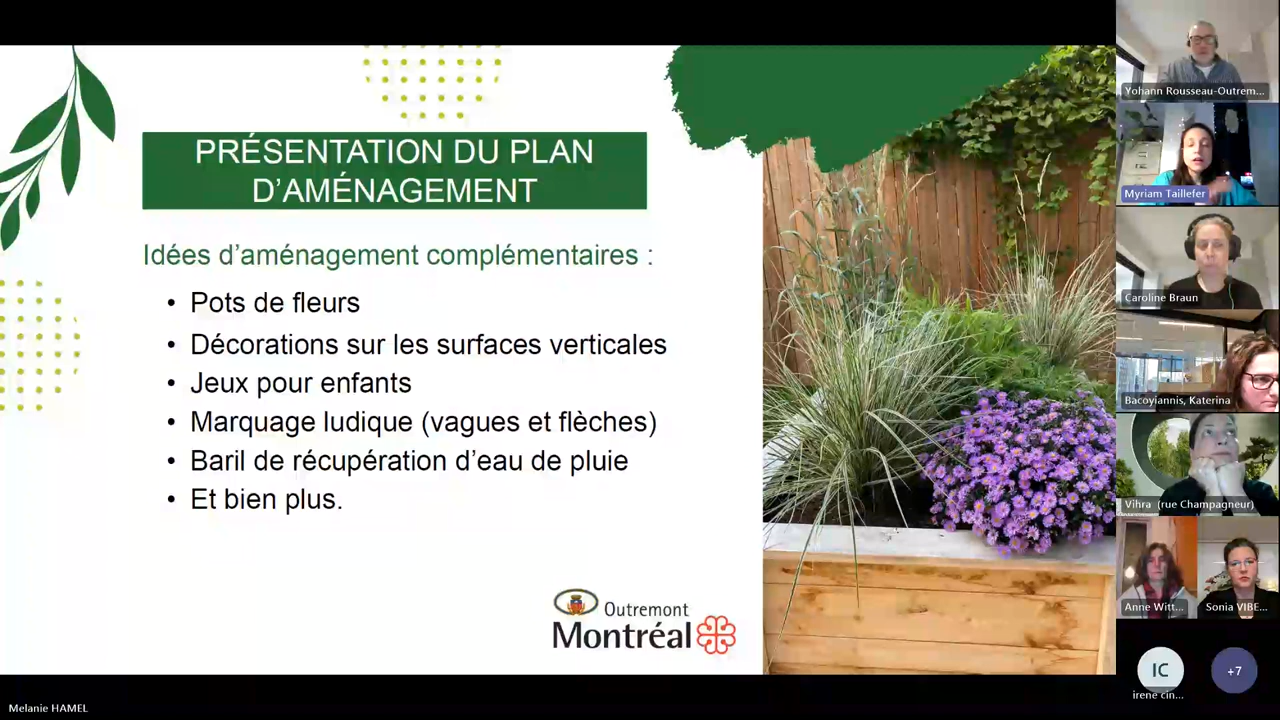 PRÉSENTATION DU PLAN
D'AMÉNAGEMENT
Idées d'aménagement complémentaires :
• Pots de fleurs
• Décorations sur les surfaces verticales
• Jeux pour enfants
• Marquage ludique (vagues et flèches)
• Baril de récupération d'eau de pluie
• Et bien plus.
Outremont
Montréal
Yohann Rousseau-Outrem...
Myriam Taillefer
Caroline Braun
Bacoyiannis, Katerina
Vihra (rue Champagneur)
Anne Witt...
Sonia VIBE...
IC
+7
irene cin...
Melanie HAMEL